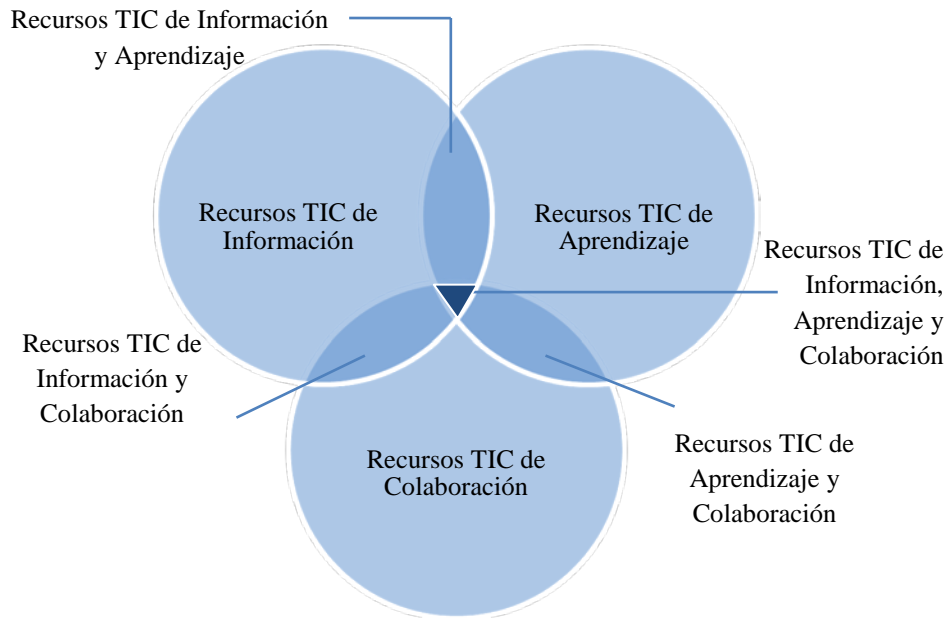 Recursos TIC de Información
y Aprendizaje
Recursos TIC de
Información
Recursos TIC de
Aprendizaje
Recursos TIC de
Información,
Aprendizaje y
Colaboración
Recursos TIC de
Información y
Colaboración
Recursos TIC de
Colaboración
Recursos TIC de
Aprendizaje y
Colaboración